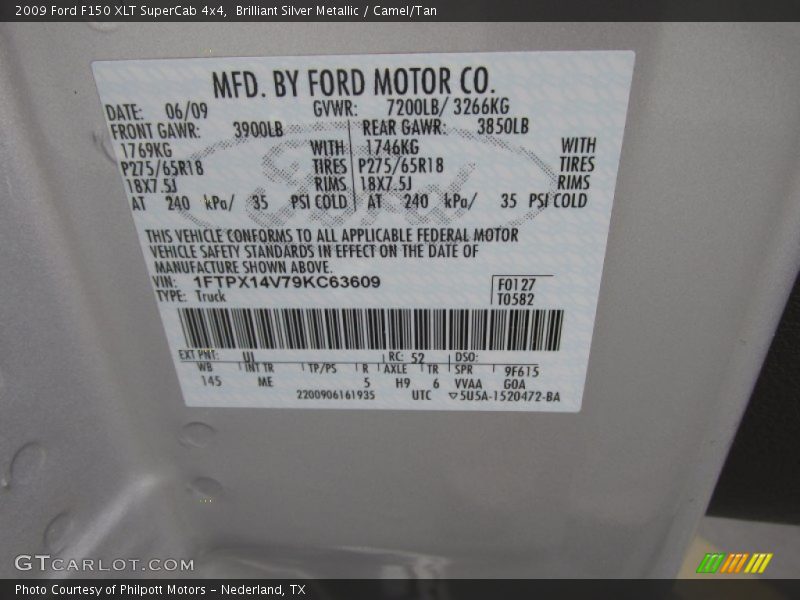 2009 Ford F150 XLT SuperCab 4x4,  Brilliant Silver Metallic / Camel/Tan
MFD. BY FORD MOTOR CO.
DATE: 06/09 GVWR: 7200LB/ 3266KG
FRONT GAWR: 3900LB REAR GAWR: 3850LB
1769KG WITH 1746KG WITH
P275/65R18 TIRES P275/65R18 TIRES
18X7.5J RIMS 18X7.5J RIMS
AT 240 kPa/ 35 PSI COLD AT 240 kPa/ 35 PSI COLD
Ford
THIS VEHICLE CONFORMS TO ALL APPLICABLE FEDERAL MOTOR
VEHICLE SAFETY STANDARDS IN EFFECT ON THE DATE OF
MANUFACTURE SHOWN ABOVE.
VIN: 1FTPX14V79KC63609 F0127
TYPE: Truck T0582
EXT PNT: UI RC: 52 DSO:
WB INT TR TP/PS R AXLE TR SPR 9F615
145 ME 5 H9 6 VVAA GOA
2200906161935 UTC ▽5U5A-1520472-BA
GTCARLOT.COM
Photo Courtesy of Philpott Motors – Nederland, TX